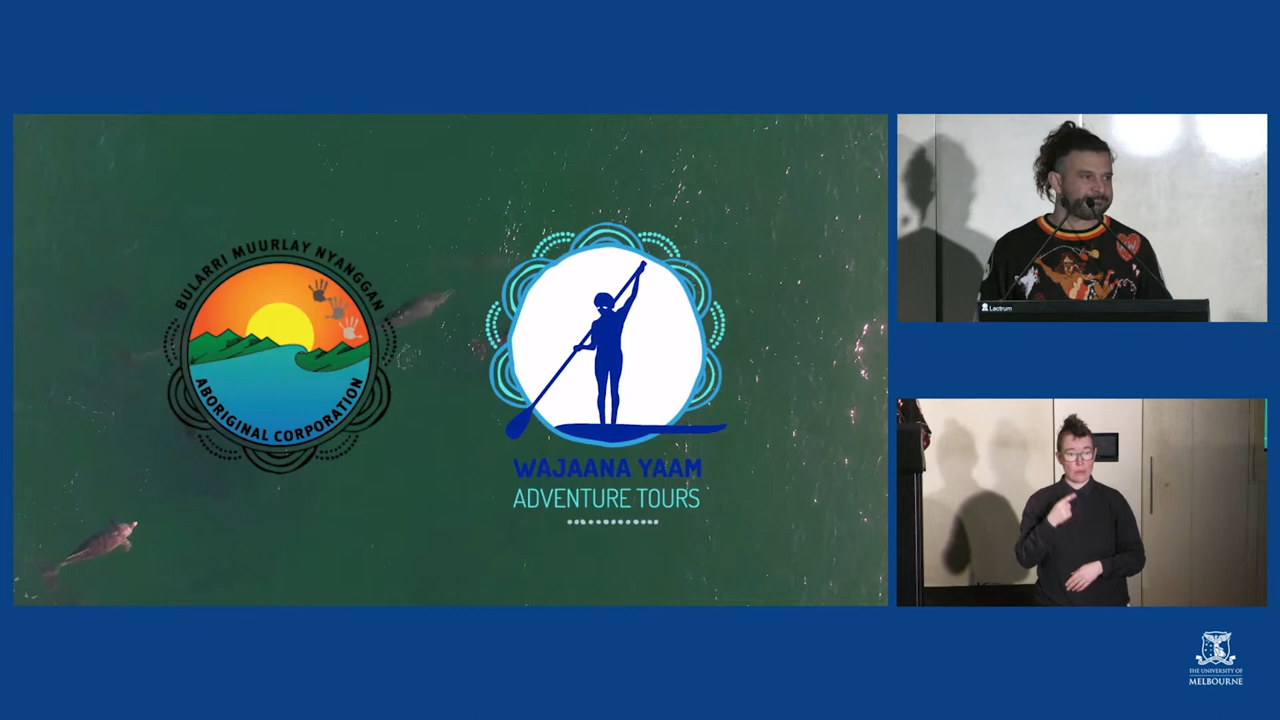 BULARRI MUURLAY NYANGGAN
ABORIGINAL CORPORATION
WAJAANA YAAM
ADVENTURE TOURS
Lectrum
THE UNIVERSITY OF
MELBOURNE